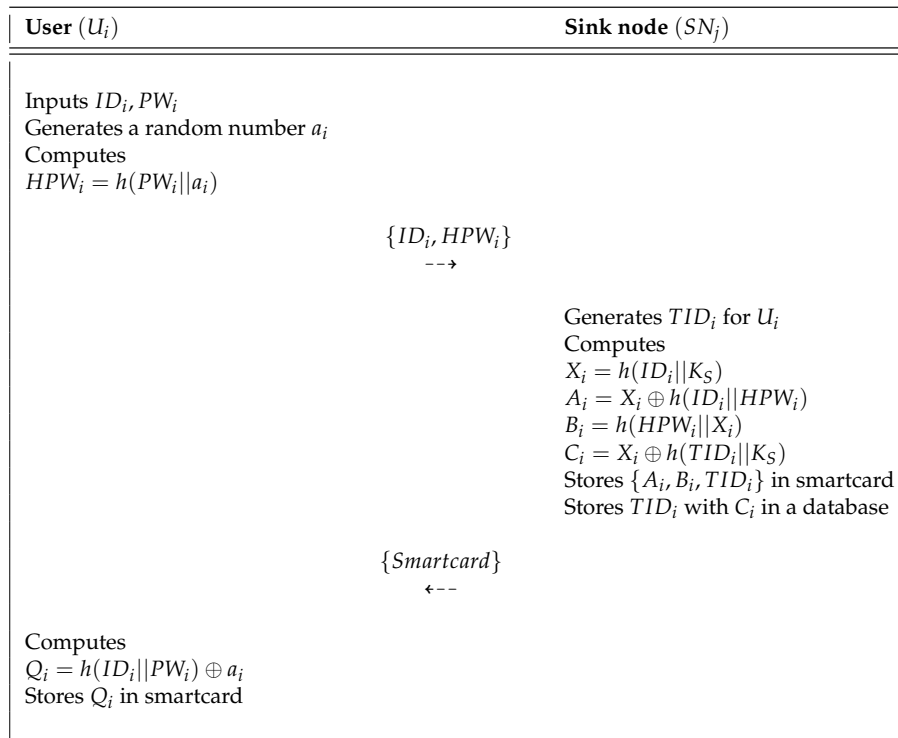 User (U_i) Sink node (SN_j)
Inputs ID_i, PW_i
Generates a random number a_i
Computes
HPW_i = h(PW_i||a_i)
{ID_i, HPW_i}
--→
Generates TID_i for U_i
Computes
X_i = h(ID_i||K_S)
A_i = X_i ⊕ h(ID_i||HPW_i)
B_i = h(HPW_i||X_i)
C_i = X_i ⊕ h(TID_i||K_S)
Stores {A_i, B_i, TID_i} in smartcard
Stores TID_i with C_i in a database
{Smartcard}
←--
Computes
Q_i = h(ID_i||PW_i) ⊕ a_i
Stores Q_i in smartcard